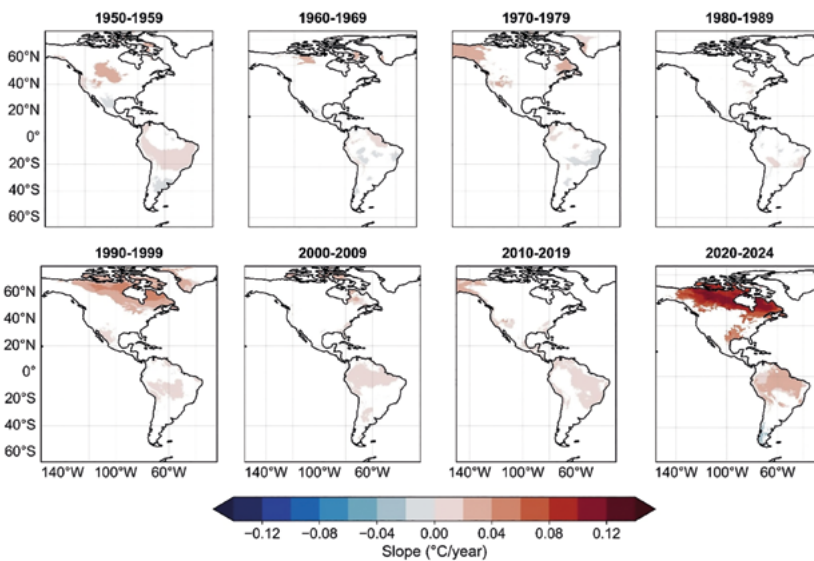 1950-1959 1960-1969 1970-1979 1980-1989
60°N
40°N
20°N
0°
20°S
40°S
60°S
1990-1999 2000-2009 2010-2019 2020-2024
60°N
40°N
20°N
0°
20°S
40°S
60°S
140°W 100°W 60°W 140°W 100°W 60°W 140°W 100°W 60°W 140°W 100°W 60°W
−0.12 −0.08 −0.04 0.00 0.04 0.08 0.12
Slope (°C/year)